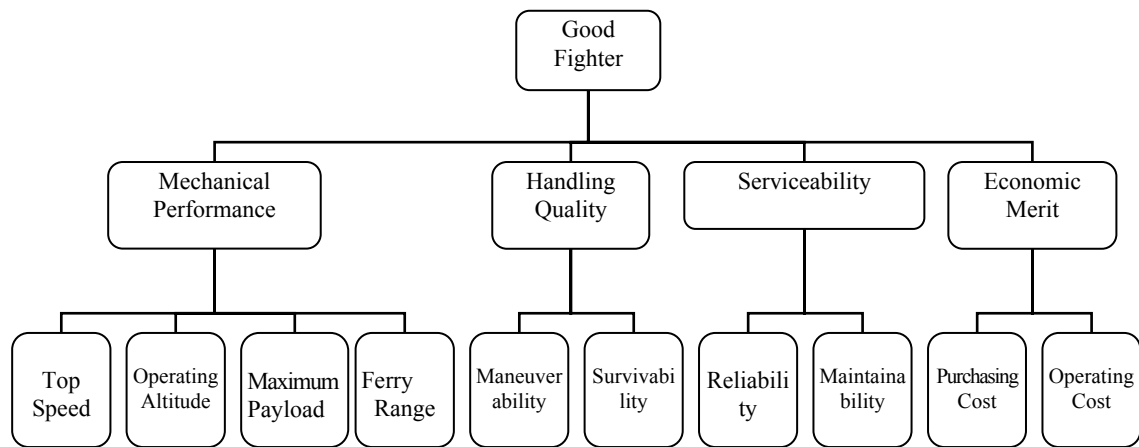 Good
Fighter
Mechanical
Performance
Handling
Quality
Serviceability
Economic
Merit
Top
Speed
Operating
Altitude
Maximum
Payload
Ferry
Range
Maneuver
ability
Survivabi
lity
Reliabili
ty
Maintaina
bility
Purchasing
Cost
Operating
Cost